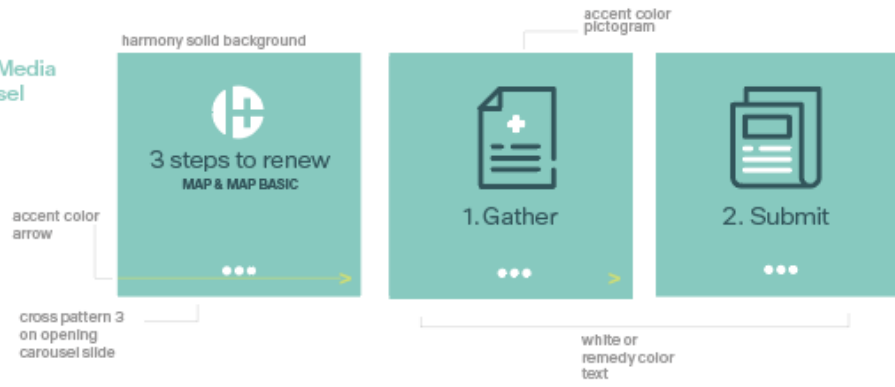 accent color
pictogram
harmony solid background
Media
sel
3 steps to renew
MAP & MAP BASIC
1. Gather
2. Submit
accent color
arrow
>
>
cross pattern 3
on opening
carousel slide
white or
remedy color
text